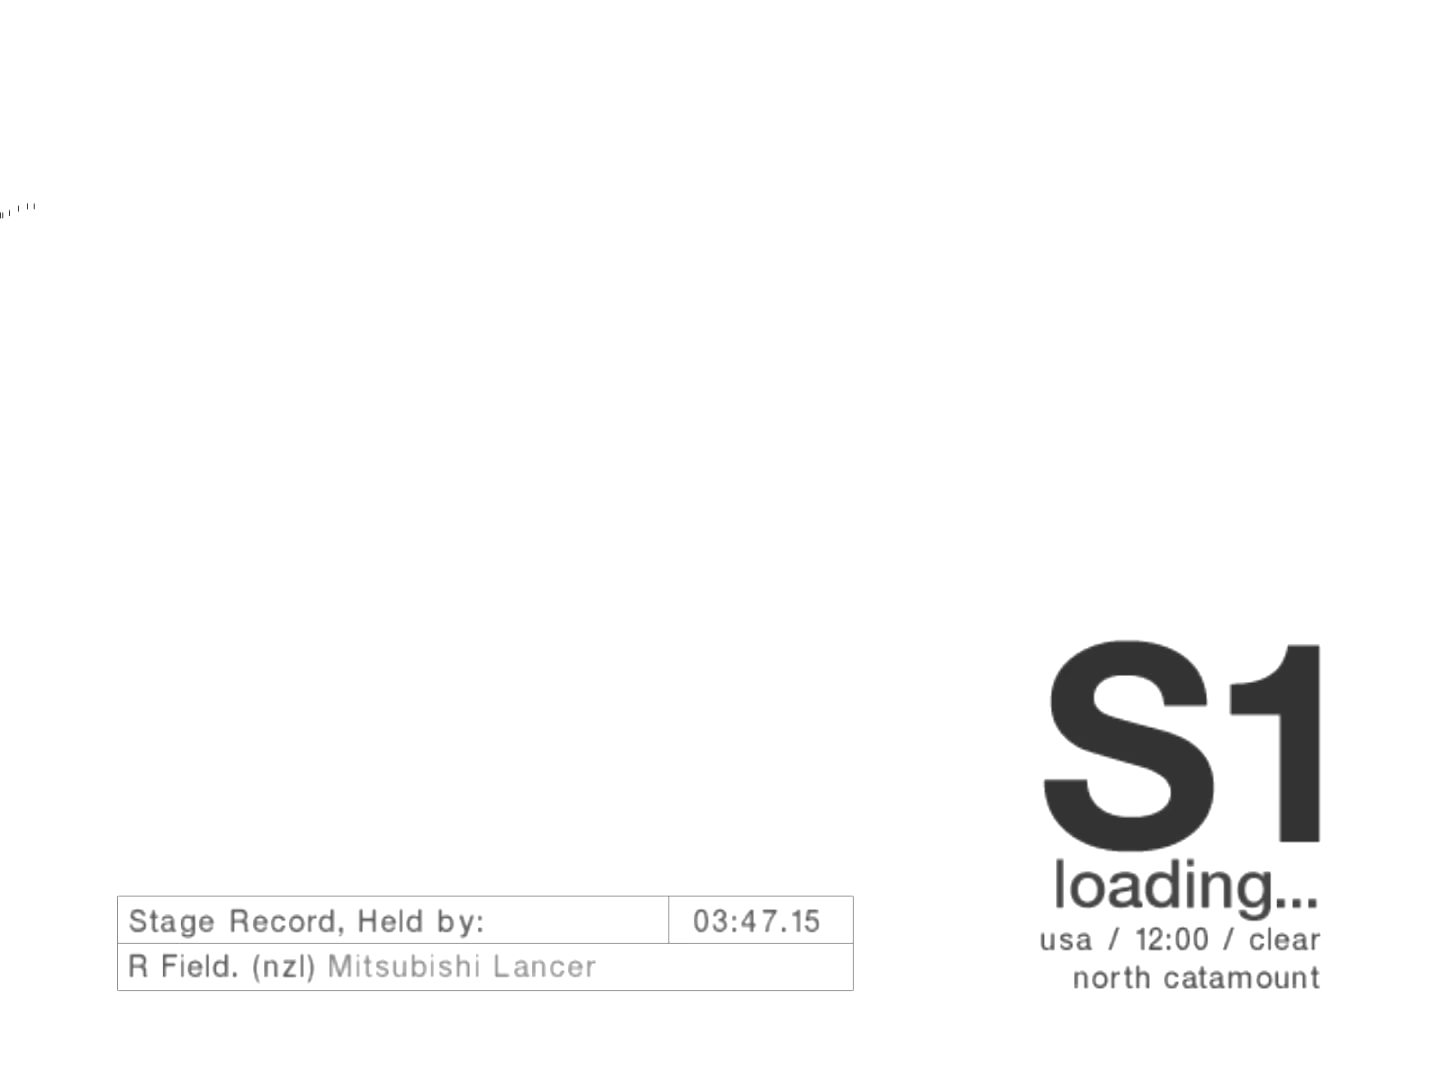 S1
loading...
usa / 12:00 / clear
north catamount
Stage Record, Held by: 03:47.15
R Field. (nzl) Mitsubishi Lancer